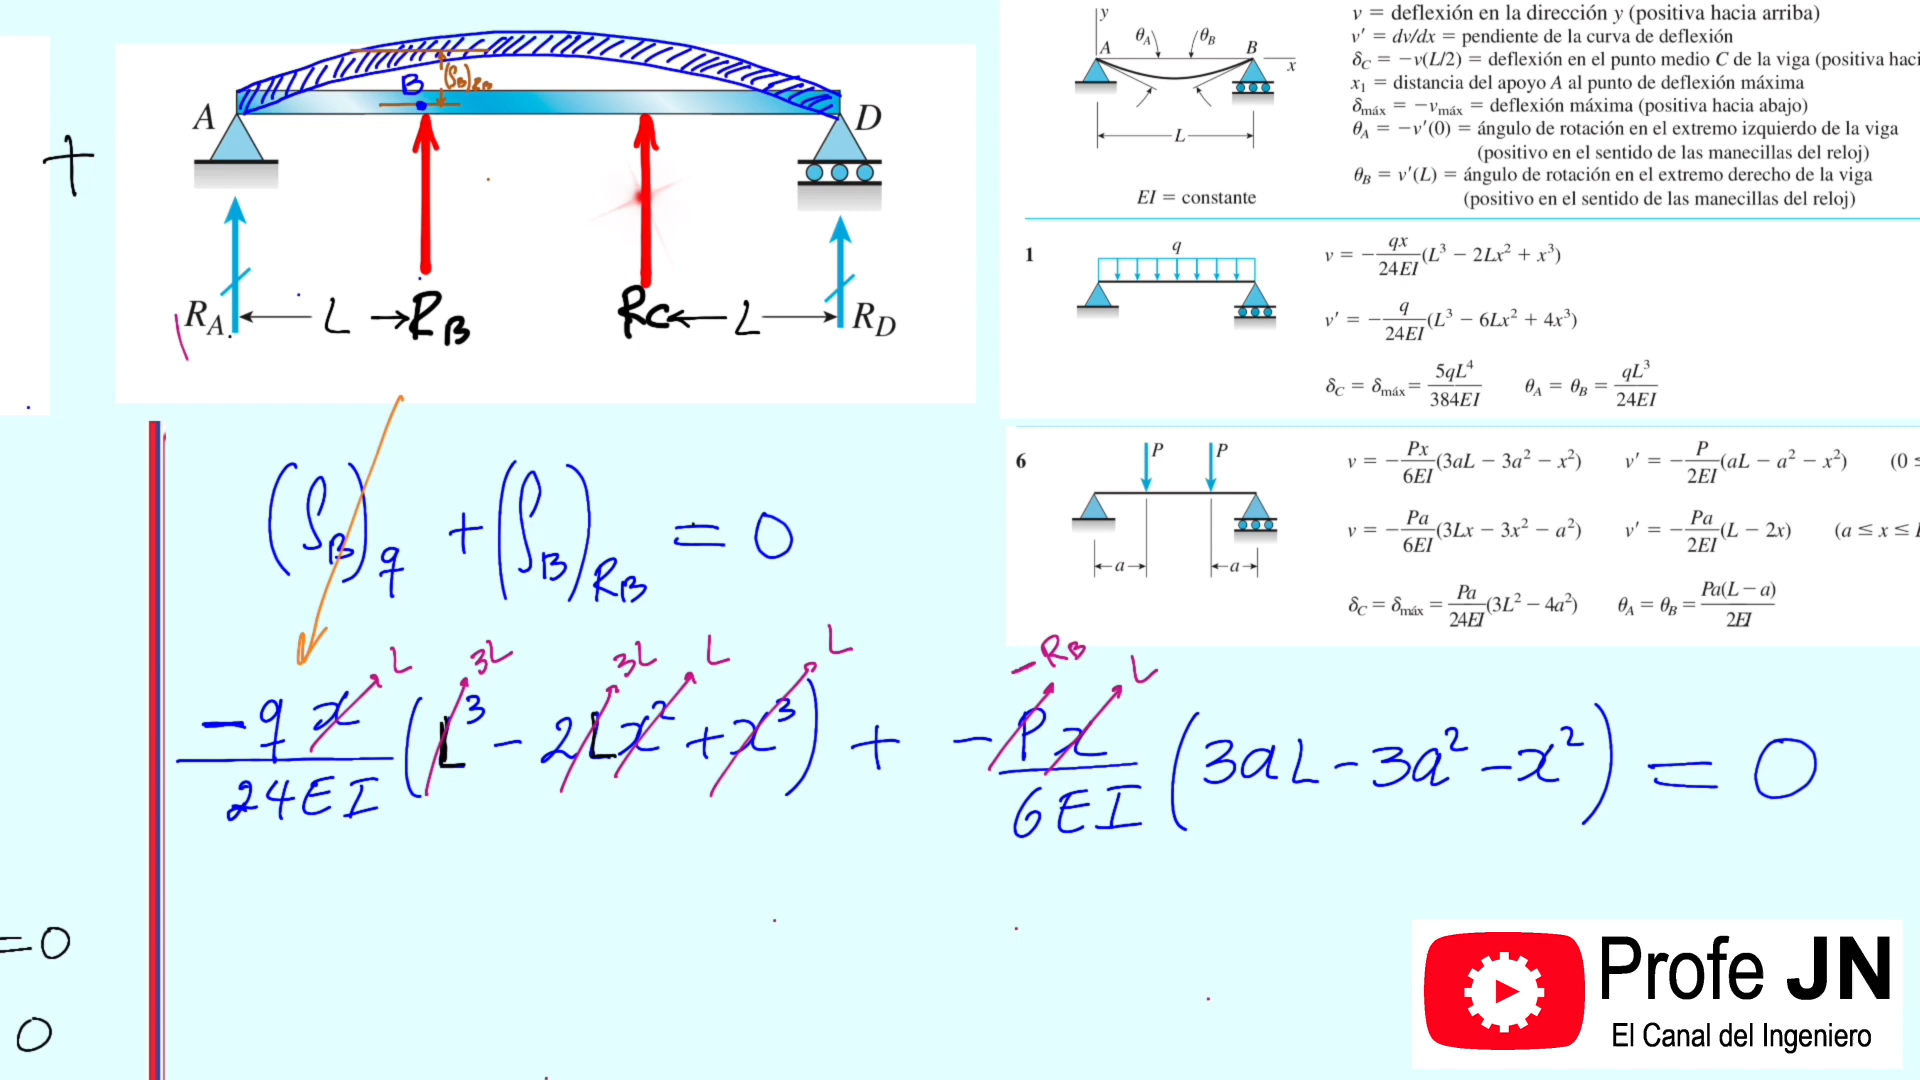 B (δB)RB
A
D
+
RA
L → RB
RC ← L
RD
(δB)q + (δB)RB = 0
L 3L 3L L L -RB L
-qx/24EI (L³ - 2Lx² + x³) + -Px/6EI (3aL - 3a² - x²) = 0
=0
0
y
A θA θB B
x
L
EI = constante
v = deflexión en la dirección y (positiva hacia arriba)
v′ = dv/dx = pendiente de la curva de deflexión
δC = −v(L/2) = deflexión en el punto medio C de la viga (positiva haci
x₁ = distancia del apoyo A al punto de deflexión máxima
δmáx = −vmáx = deflexión máxima (positiva hacia abajo)
θA = −v′(0) = ángulo de rotación en el extremo izquierdo de la viga
(positivo en el sentido de las manecillas del reloj)
θB = v′(L) = ángulo de rotación en el extremo derecho de la viga
(positivo en el sentido de las manecillas del reloj)
1
q
v = −qx/24EI (L³ − 2Lx² + x³)
v′ = −q/24EI (L³ − 6Lx² + 4x³)
δC = δmáx = 5qL⁴/384EI θA = θB = qL³/24EI
6
P P
a a
v = −Px/6EI (3aL − 3a² − x²) v′ = −P/2EI (aL − a² − x²) (0 ≤
v = −Pa/6EI (3Lx − 3x² − a²) v′ = −Pa/2EI (L − 2x) (a ≤ x ≤ L
δC = δmáx = Pa/24EI (3L² − 4a²) θA = θB = Pa(L − a)/2EI
Profe JN
El Canal del Ingeniero